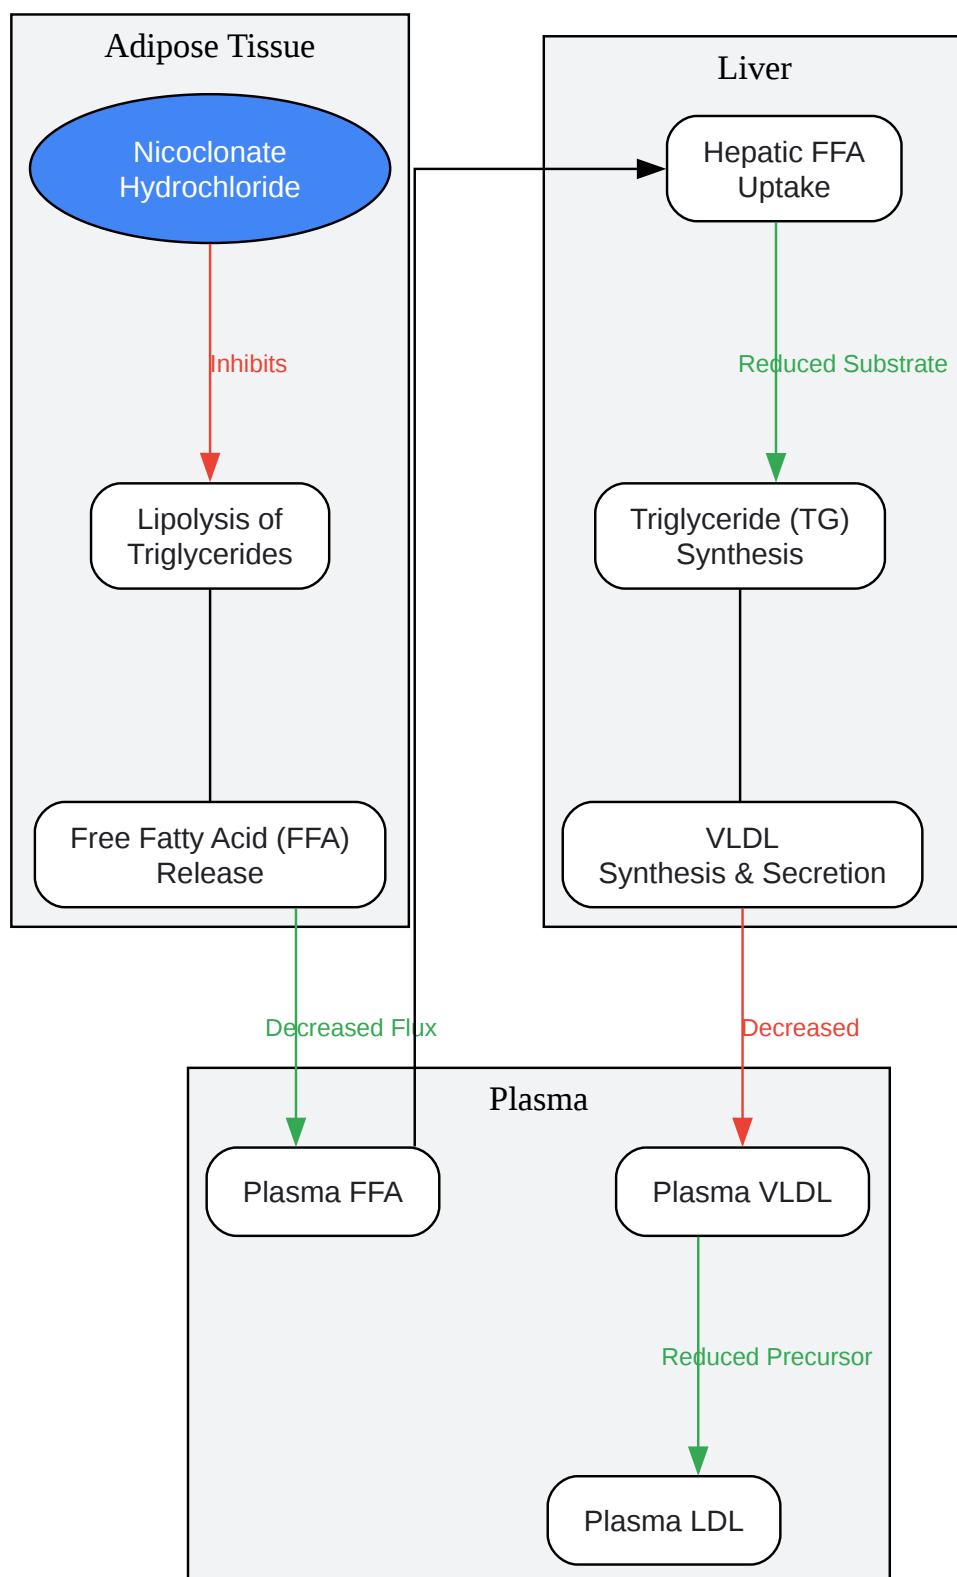 Adipose Tissue
Nicoclonate
Hydrochloride
Inhibits
Lipolysis of
Triglycerides
Free Fatty Acid (FFA)
Release
Decreased Flux
Liver
Hepatic FFA
Uptake
Reduced Substrate
Triglyceride (TG)
Synthesis
VLDL
Synthesis & Secretion
Decreased
Plasma
Plasma FFA
Plasma VLDL
Reduced Precursor
Plasma LDL